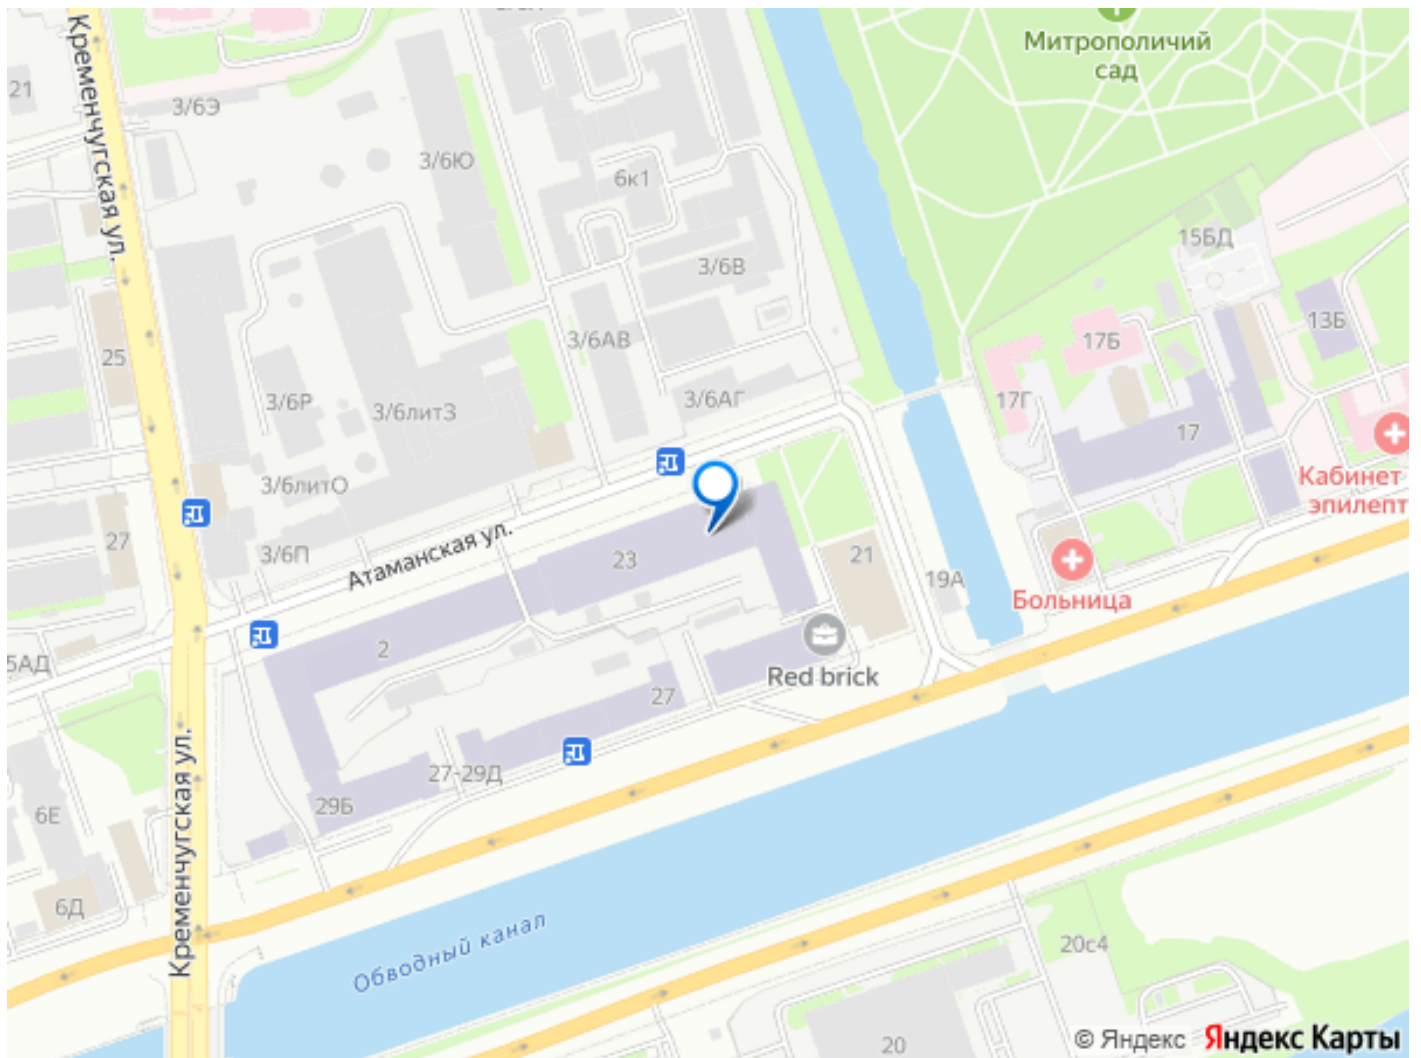 Митрополичий
сад
21
3/6Э
Кременчугская ул.
3/6Ю
6к1
15БД
3/6В
13Б
3/6АВ
17Б
25
3/6Р
3/6АГ
17Г
3/6литЗ
17
Кабинет
эпилепт
3/6литО
27
3/6П
Атаманская ул.
23
21
19А
Больница
2
5АД
Red brick
27
Кременчугская ул.
27-29Д
29Б
6Е
6Д
Обводный канал
20с4
20
© Яндекс Яндекс Карты